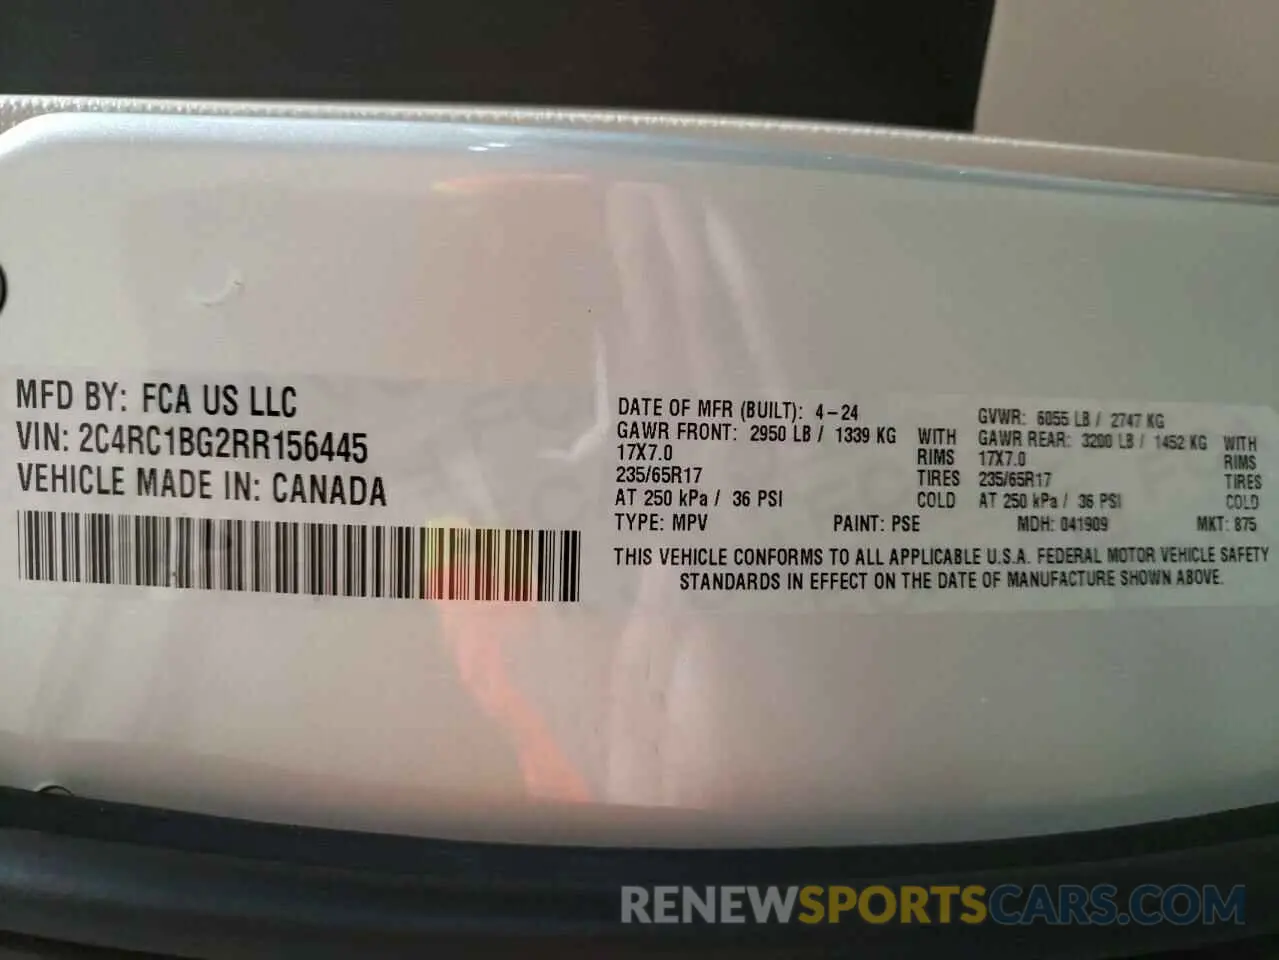 MFD BY: FCA US LLC
VIN: 2C4RC1BG2RR156445
VEHICLE MADE IN: CANADA
DATE OF MFR (BUILT): 4-24 GVWR: 6055 LB / 2747 KG
GAWR FRONT: 2950 LB / 1339 KG WITH GAWR REAR: 3200 LB / 1452 KG WITH
17X7.0 RIMS 17X7.0 RIMS
235/65R17 TIRES 235/65R17 TIRES
AT 250 kPa / 36 PSI COLD AT 250 kPa / 36 PSI COLD
TYPE: MPV PAINT: PSE MDH: 041909 MKT: 875
THIS VEHICLE CONFORMS TO ALL APPLICABLE U.S.A. FEDERAL MOTOR VEHICLE SAFETY
STANDARDS IN EFFECT ON THE DATE OF MANUFACTURE SHOWN ABOVE.
RENEWSPORTSCARS.COM